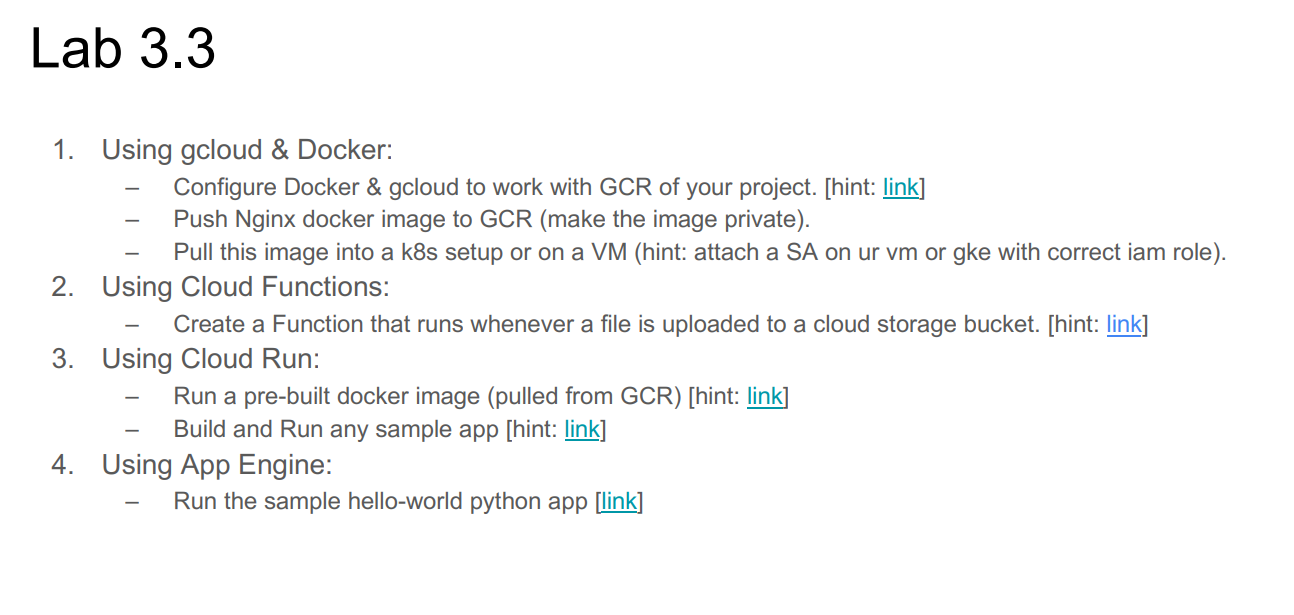 Lab 3.3
1. Using gcloud & Docker:
– Configure Docker & gcloud to work with GCR of your project. [hint: link]
– Push Nginx docker image to GCR (make the image private).
– Pull this image into a k8s setup or on a VM (hint: attach a SA on ur vm or gke with correct iam role).
2. Using Cloud Functions:
– Create a Function that runs whenever a file is uploaded to a cloud storage bucket. [hint: link]
3. Using Cloud Run:
– Run a pre-built docker image (pulled from GCR) [hint: link]
– Build and Run any sample app [hint: link]
4. Using App Engine:
– Run the sample hello-world python app [link]